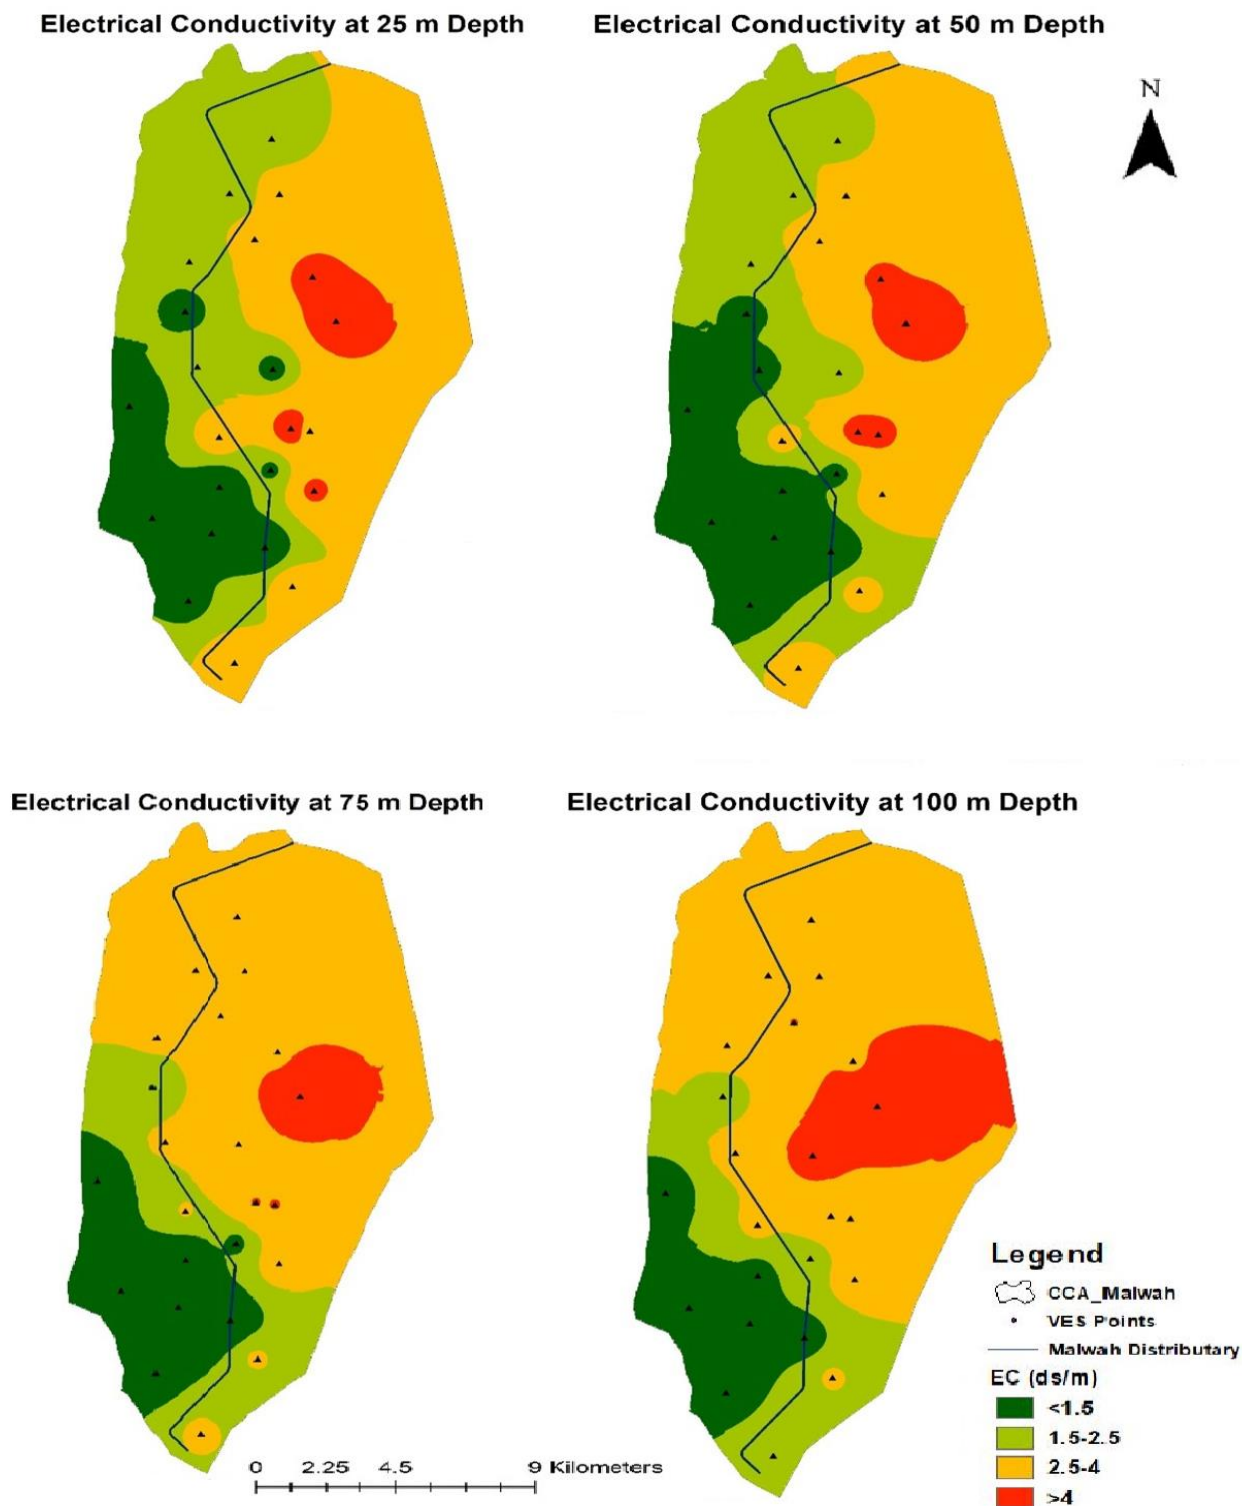 Electrical Conductivity at 25 m Depth
Electrical Conductivity at 50 m Depth
N
Electrical Conductivity at 75 m Depth
Electrical Conductivity at 100 m Depth
0 2.25 4.5 9 Kilometers
Legend
CCA_Malwah
VES Points
Malwah Distributary
EC (ds/m)
<1.5
1.5-2.5
2.5-4
>4